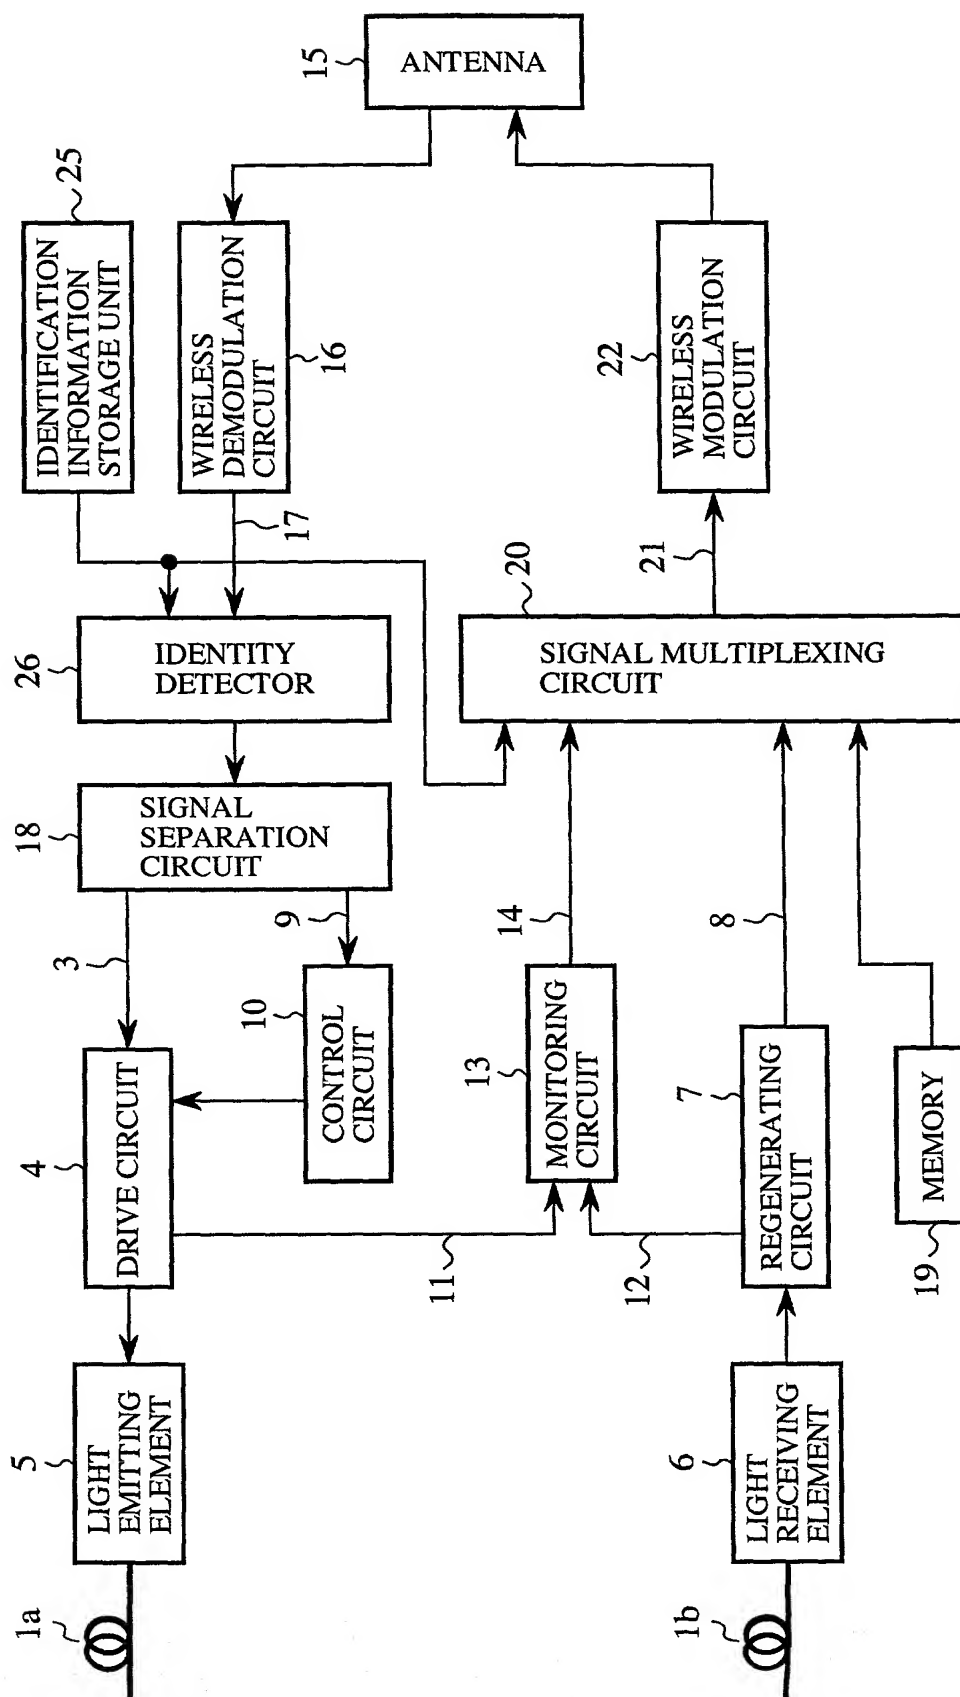 15
ANTENNA
25
IDENTIFICATION
INFORMATION
STORAGE UNIT
WIRELESS
DEMODULATION
CIRCUIT
16
22
WIRELESS
MODULATION
CIRCUIT
17
21
20
26
IDENTITY
DETECTOR
SIGNAL MULTIPLEXING
CIRCUIT
18
SIGNAL
SEPARATION
CIRCUIT
3
9
14
8
10
CONTROL
CIRCUIT
13
MONITORING
CIRCUIT
4
DRIVE CIRCUIT
7
REGENERATING
CIRCUIT
MEMORY
19
11
12
5
LIGHT
EMITTING
ELEMENT
6
LIGHT
RECEIVING
ELEMENT
1a
1b